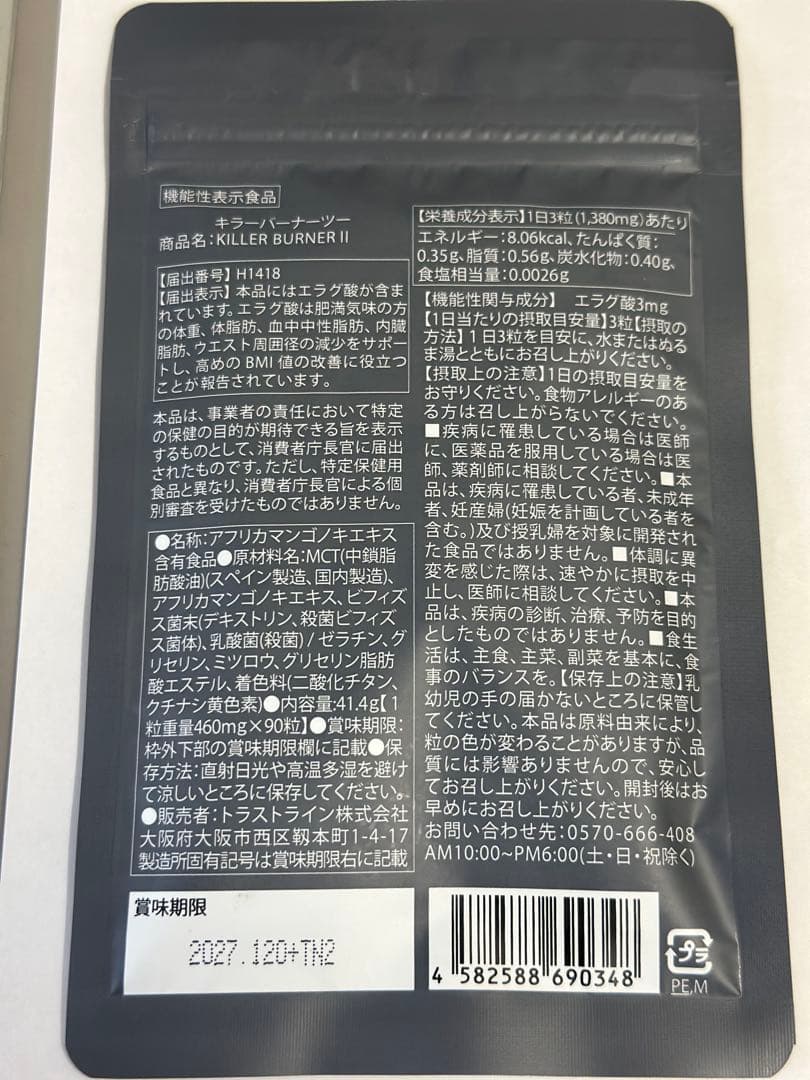 機能性表示食品
キラーバーナーツー
商品名：KILLER BURNER II
【届出番号】H1418
【届出表示】本品にはエラグ酸が含ま
れています。エラグ酸は肥満気味の方
の体重、体脂肪、血中中性脂肪、内臓
脂肪、ウエスト周囲径の減少をサポー
トし、高めのBMI値の改善に役立つ
ことが報告されています。
本品は、事業者の責任において特定
の保健の目的が期待できる旨を表示
するものとして、消費者庁長官に届出
されたものです。ただし、特定保健用
食品と異なり、消費者庁長官による個
別審査を受けたものではありません。
●名称：アフリカマンゴノキエキス
含有食品●原材料名：MCT(中鎖脂
肪酸油)(スペイン製造、国内製造)、
アフリカマンゴノキエキス、ビフィズ
ス菌末(デキストリン、殺菌ビフィズ
ス菌体)、乳酸菌(殺菌) / ゼラチン、グ
リセリン、ミツロウ、グリセリン脂肪
酸エステル、着色料(二酸化チタン、
クチナシ黄色素)●内容量：41.4g【1
粒重量460mg×90粒】●賞味期限：
枠外下部の賞味期限欄に記載●保
存方法：直射日光や高温多湿を避け
て涼しいところに保存してください。
●販売者：トラストライン株式会社
大阪府大阪市西区靱本町1-4-17
製造所固有記号は賞味期限右に記載
賞味期限
2027.120+TN2
【栄養成分表示】1日3粒(1,380mg)あたり
エネルギー：8.06kcal、たんぱく質：
0.35g、脂質：0.56g、炭水化物：0.40g、
食塩相当量：0.0026g
【機能性関与成分】 エラグ酸3mg
【1日当たりの摂取目安量】3粒【摂取の
方法】1日3粒を目安に、水またはぬる
ま湯とともにお召し上がりください。
【摂取上の注意】1日の摂取目安量を
お守りください。食物アレルギーのあ
る方は召し上がらないでください。
■疾病に罹患している場合は医師
に、医薬品を服用している場合は医
師、薬剤師に相談してください。■本
品は、疾病に罹患している者、未成年
者、妊産婦(妊娠を計画している者を
含む。)及び授乳婦を対象に開発され
た食品ではありません。■体調に異
変を感じた際は、速やかに摂取を中
止し、医師に相談してください。■本
品は、疾病の診断、治療、予防を目的
としたものではありません。■食生
活は、主食、主菜、副菜を基本に、食
事のバランスを。【保存上の注意】乳
幼児の手の届かないところに保管し
てください。本品は原料由来により、
粒の色が変わることがありますが、品
質には影響ありませんので、安心し
てお召し上がりください。開封後はお
早めにお召し上がりください。
お問い合わせ先：0570-666-408
AM10:00~PM6:00(土・日・祝除く)
4 582588 690348
プラ
PE,M